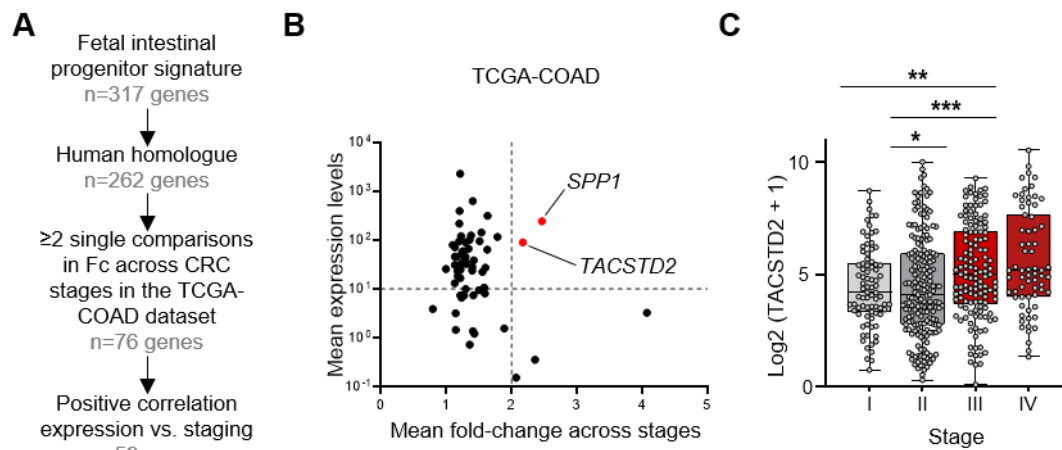 A
Fetal intestinal
progenitor signature
n=317 genes
Human homologue
n=262 genes
≥2 single comparisons
in Fc across CRC
stages in the TCGA-
COAD dataset
n=76 genes
Positive correlation
expression vs. staging
B
TCGA-COAD
Mean expression levels
10^4
10^3
10^2
10^1
10^0
10^-1
SPP1
TACSTD2
0 1 2 3 4 5
Mean fold-change across stages
C
**
***
*
Log2 (TACSTD2 + 1)
10
5
0
I II III IV
Stage